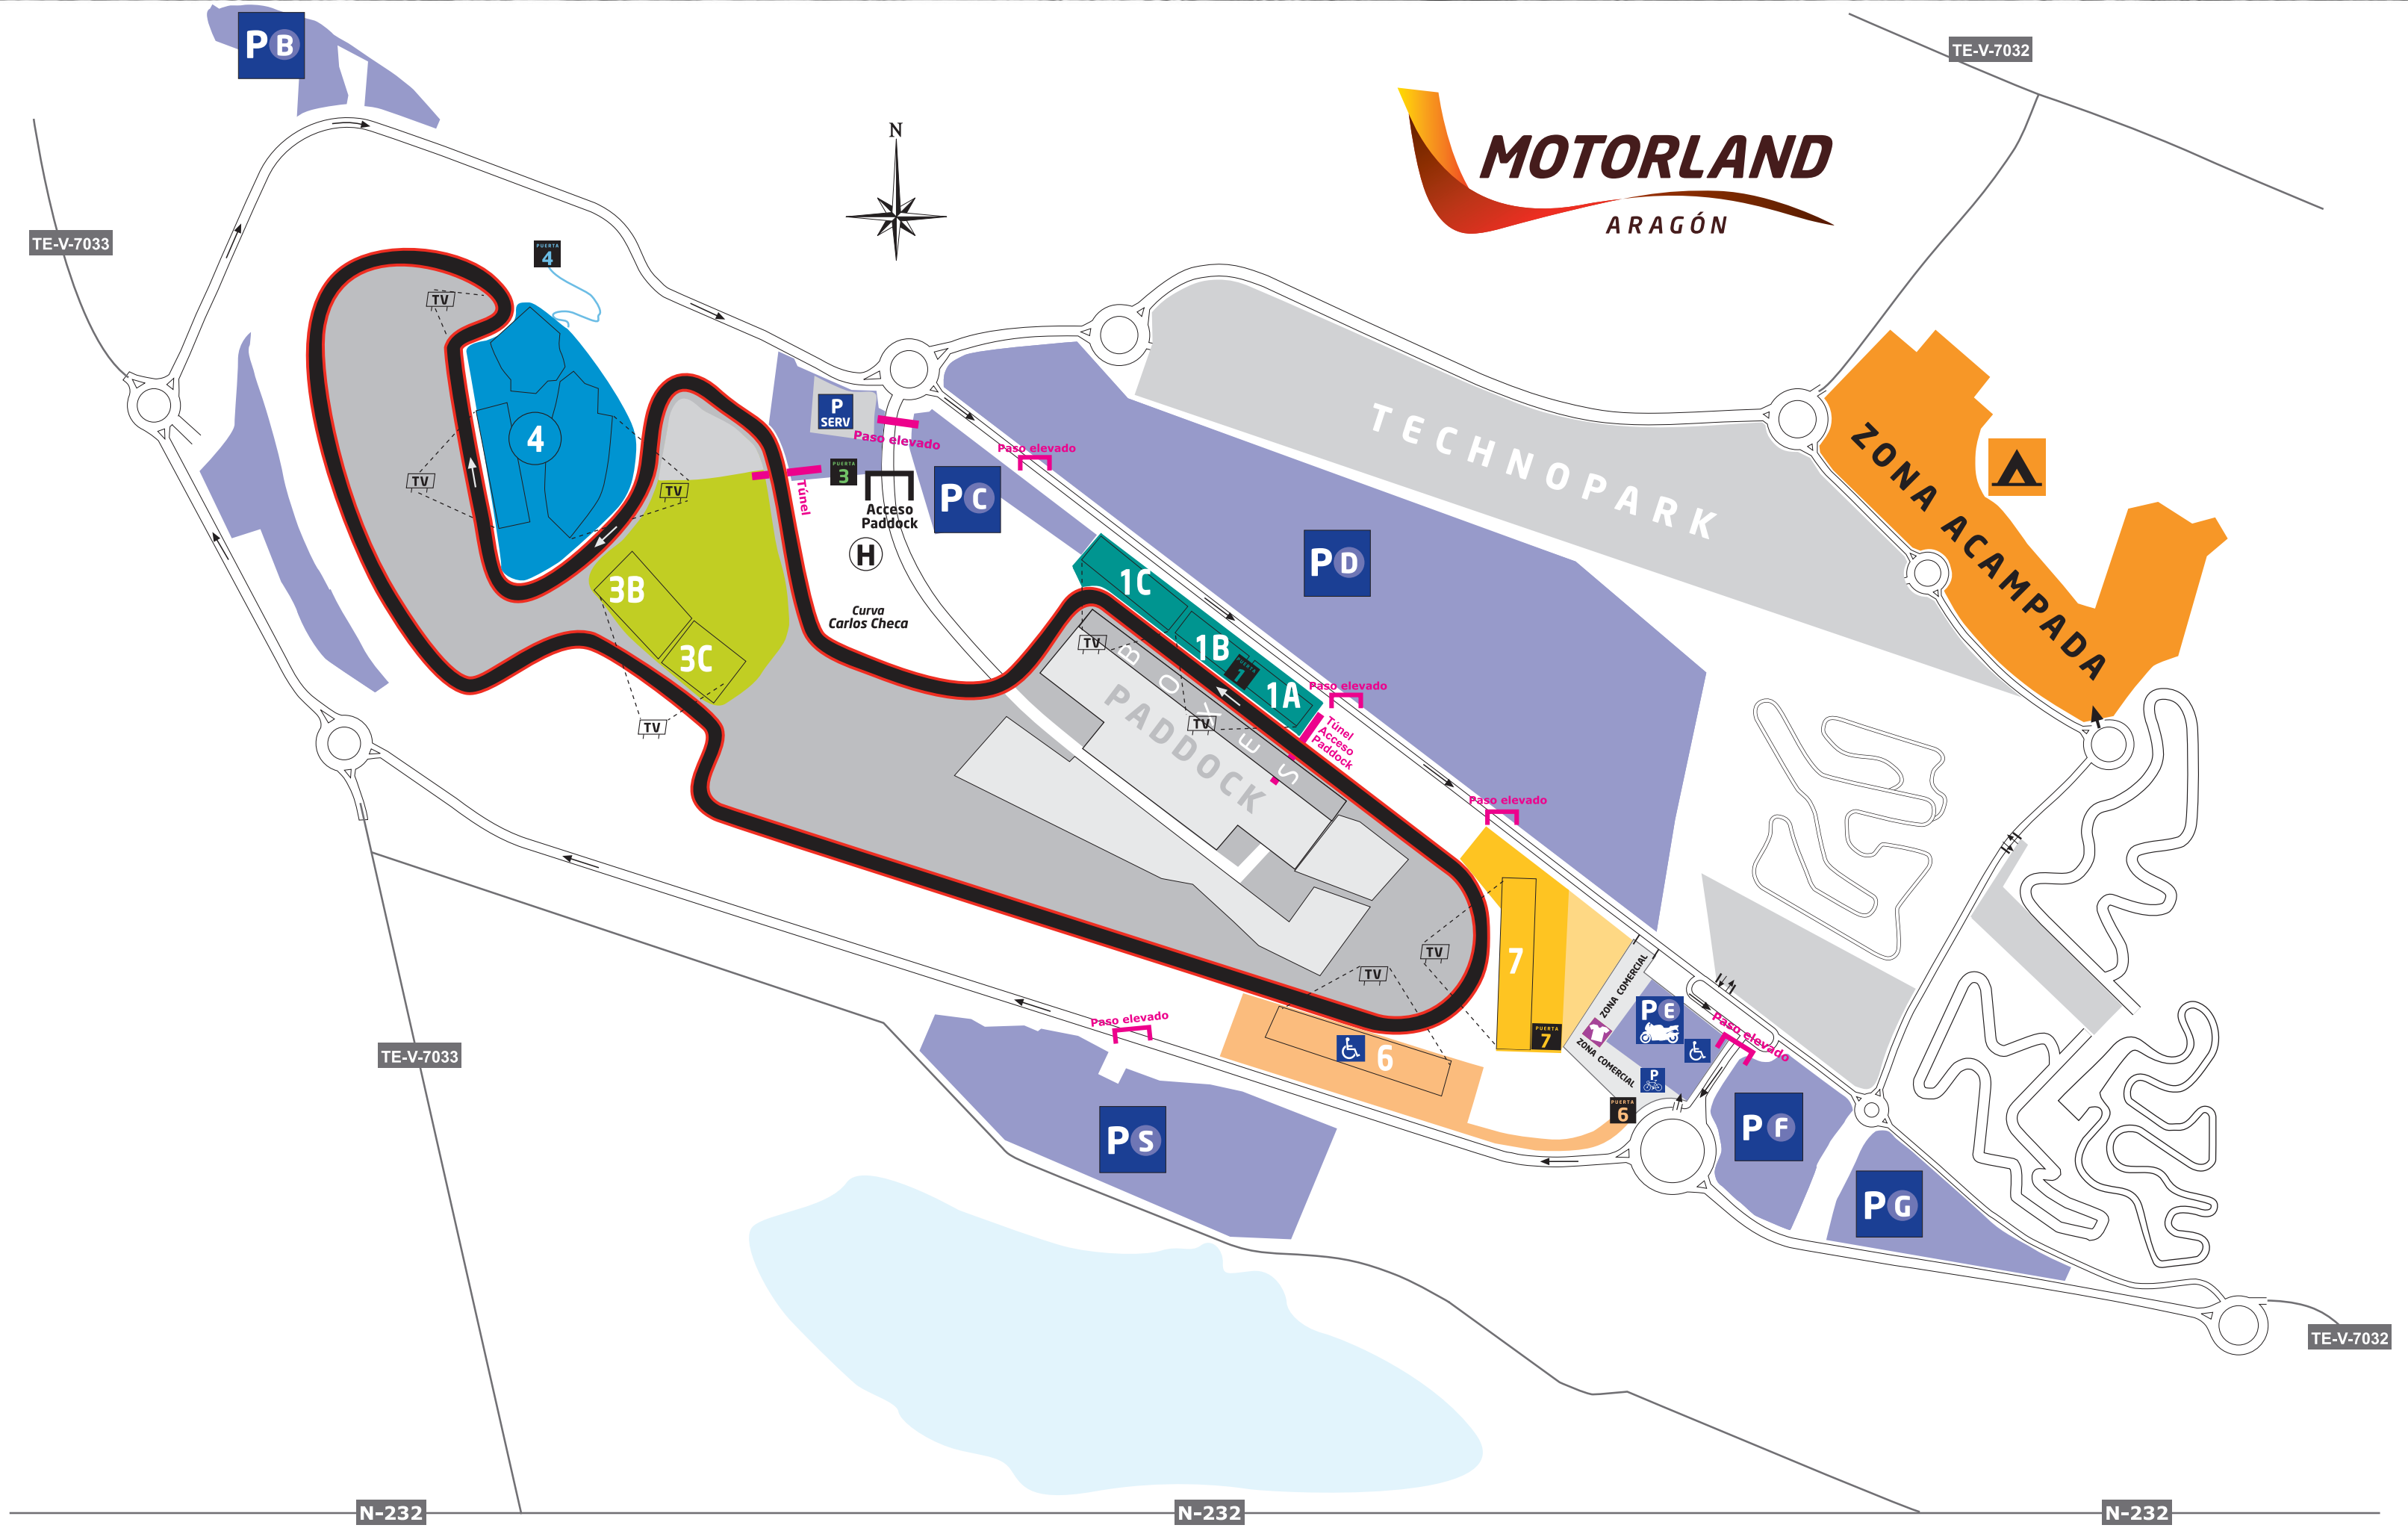 P B
TE-V-7032
MOTORLAND
ARAGÓN
N
TE-V-7033
PUERTA
4
TV
P
SERV
Paso elevado
Paso elevado
TECHNOPARK
ZONA ACAMPADA
4
TV
TV
PUERTA
3
Túnel
Acceso
Paddock
P C
H
P D
3B
3C
Curva
Carlos Checa
1C
1B
PUERTA
1
1A
TV
BOXES
PADDOCK
TV
TV
Paso elevado
Túnel
Acceso
Paddock
Paso elevado
7
TV
TV
PUERTA
7
ZONA COMERCIAL
ZONA COMERCIAL
P E
P
Paso elevado
Paso elevado
6
PUERTA
6
TE-V-7033
P S
P F
P G
TE-V-7032
N-232
N-232
N-232